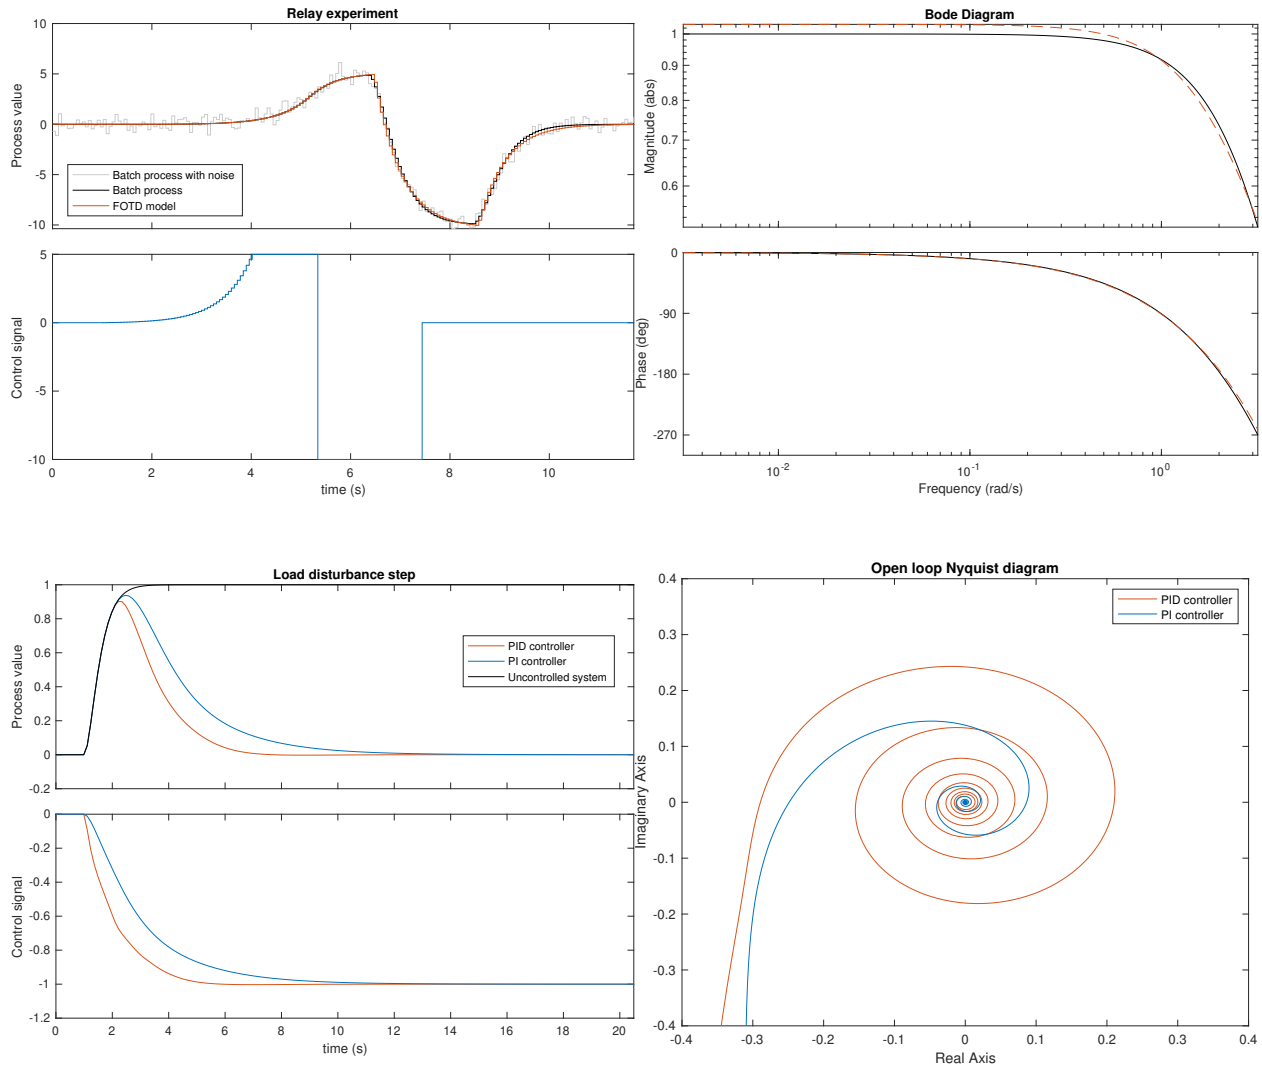 Relay experiment
10
5
0
-5
-10
Process value
Batch process with noise
Batch process
FOTD model
5
0
-5
-10
Control signal
0 2 4 6 8 10
time (s)
Bode Diagram
1
0.9
0.8
0.7
0.6
Magnitude (abs)
0
-90
-180
-270
Phase (deg)
10-2 10-1 100
Frequency (rad/s)
Load disturbance step
1
0.8
0.6
0.4
0.2
0
-0.2
Process value
PID controller
PI controller
Uncontrolled system
0
-0.2
-0.4
-0.6
-0.8
-1
-1.2
Control signal
0 2 4 6 8 10 12 14 16 18 20
time (s)
Open loop Nyquist diagram
0.4
0.3
0.2
0.1
0
-0.1
-0.2
-0.3
-0.4
Imaginary Axis
PID controller
PI controller
-0.4 -0.3 -0.2 -0.1 0 0.1 0.2 0.3 0.4
Real Axis